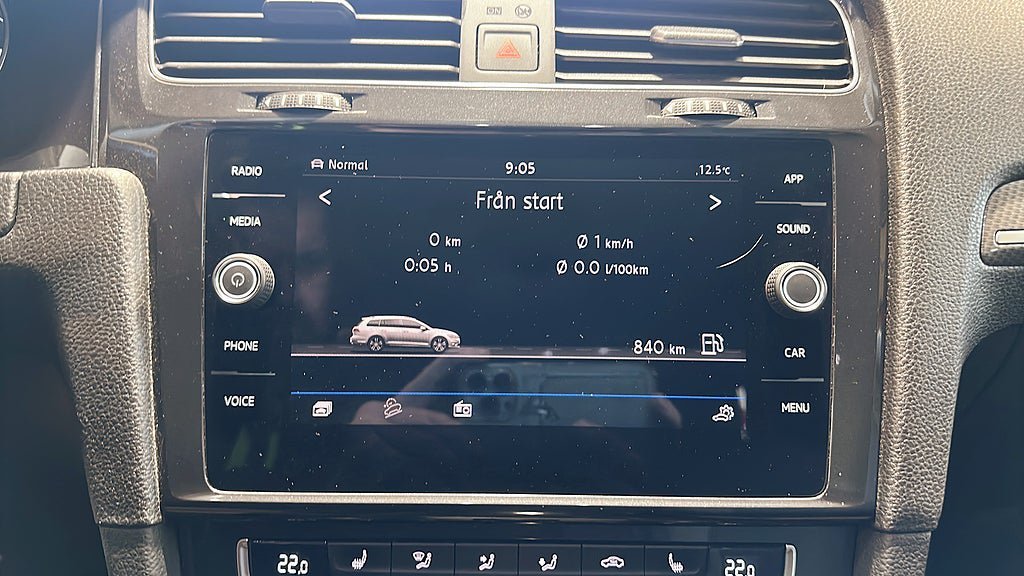 ON
RADIO
Normal
9:05
12.5°C
APP
<
Från start
>
MEDIA
SOUND
0 km
Ø 1 km/h
0:05 h
Ø 0.0 l/100km
PHONE
840 km
CAR
VOICE
MENU
22.0
22.0